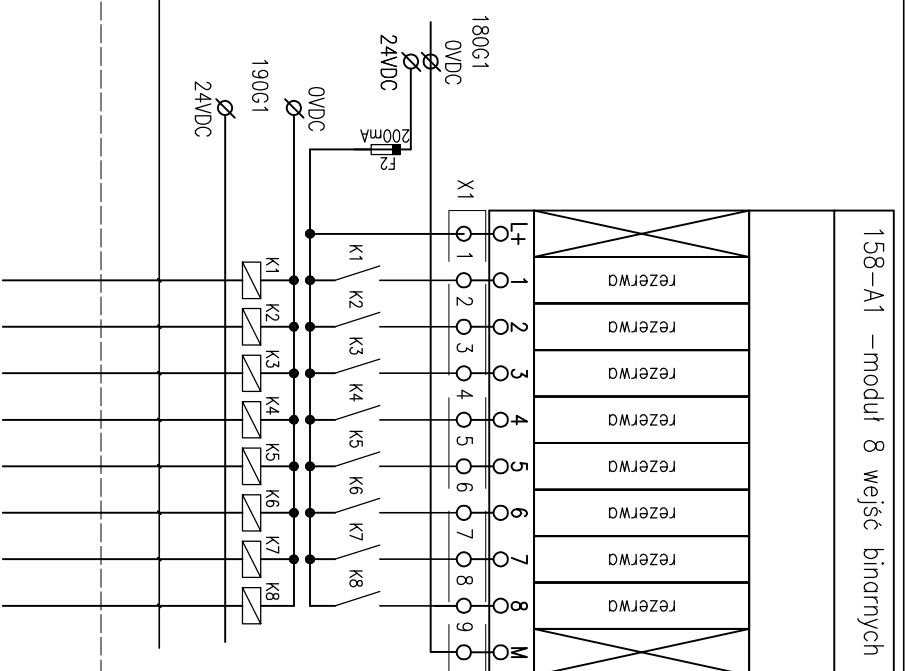 180G1
0VDC
24VDC
190G1
0VDC
24VDC
200mA
F2
X1
L+
1
2
3
4
5
6
7
8
M
1
2
3
4
5
6
7
8
9
rezerwa
rezerwa
rezerwa
rezerwa
rezerwa
rezerwa
rezerwa
rezerwa
158-A1 -moduł 8 wejść binarnych
K1
K2
K3
K4
K5
K6
K7
K8
K1
K2
K3
K4
K5
K6
K7
K8